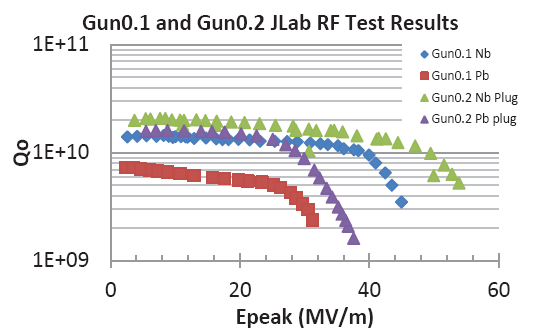 Gun0.1 and Gun0.2 JLab RF Test Results
1E+11
1E+10
1E+09
Qo
0 20 40 60
Epeak (MV/m)
Gun0.1 Nb
Gun0.1 Pb
Gun0.2 Nb Plug
Gun0.2 Pb plug